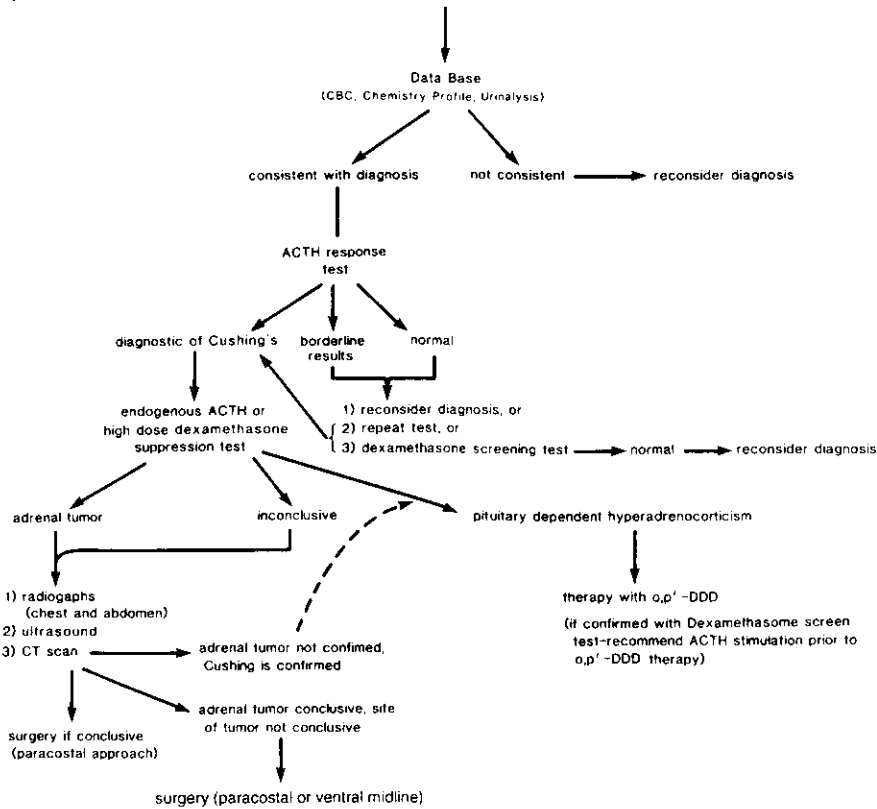 Data Base
(CBC, Chemistry Profile, Urinalysis)
consistent with diagnosis
not consistent
reconsider diagnosis
ACTH response
test
diagnostic of Cushing's
borderline
results
normal
endogenous ACTH or
high dose dexamethasone
suppression test
1) reconsider diagnosis, or
2) repeat test, or
3) dexamethasone screening test
normal
reconsider diagnosis
adrenal tumor
inconclusive
pituitary dependent hyperadrenocorticism
1) radiogaphs
(chest and abdomen)
2) ultrasound
3) CT scan
adrenal tumor not confimed,
Cushing is confirmed
therapy with o,p' -DDD
(if confirmed with Dexamethasome screen
test-recommend ACTH stimulation prior to
o,p' -DDD therapy)
surgery if conclusive
(paracostal approach)
adrenal tumor conclusive, site
of tumor not conclusive
surgery (paracostal or ventral midline)